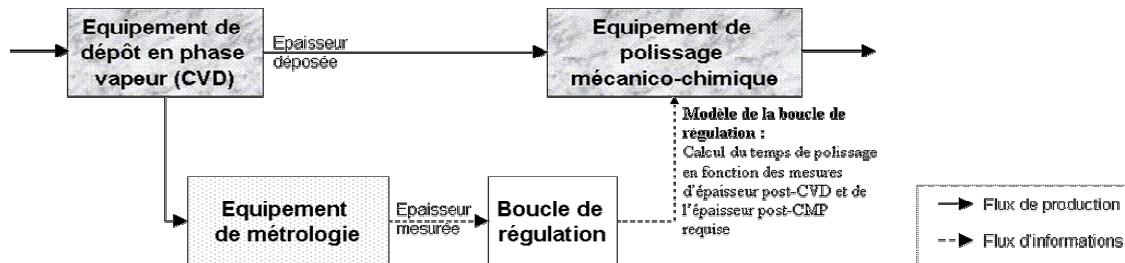 Equipement de
dépôt en phase
vapeur (CVD)
Epaisseur
déposée
Equipement de
polissage
mécanico-chimique
Modèle de la boucle de
régulation :
Calcul du temps de polissage
en fonction des mesures
d'épaisseur post-CVD et de
l'épaisseur post-CMP
requise
Equipement
de métrologie
Epaisseur
mesurée
Boucle de
régulation
Flux de production
Flux d'informations